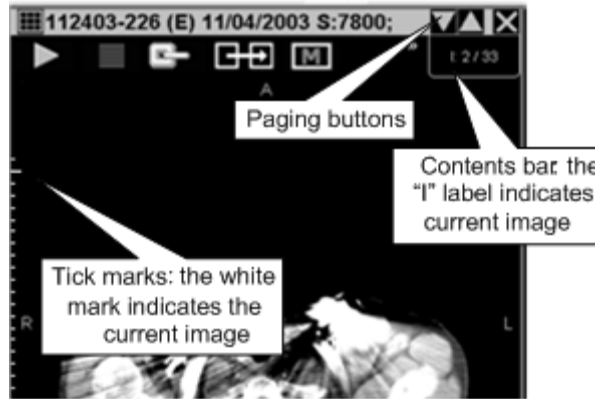 112403-226 (E) 11/04/2003 S:7800;
M
»
I: 2 / 33
A
Paging buttons
Contents bar: the
“I” label indicates
current image
Tick marks: the white
mark indicates the
current image
R
L